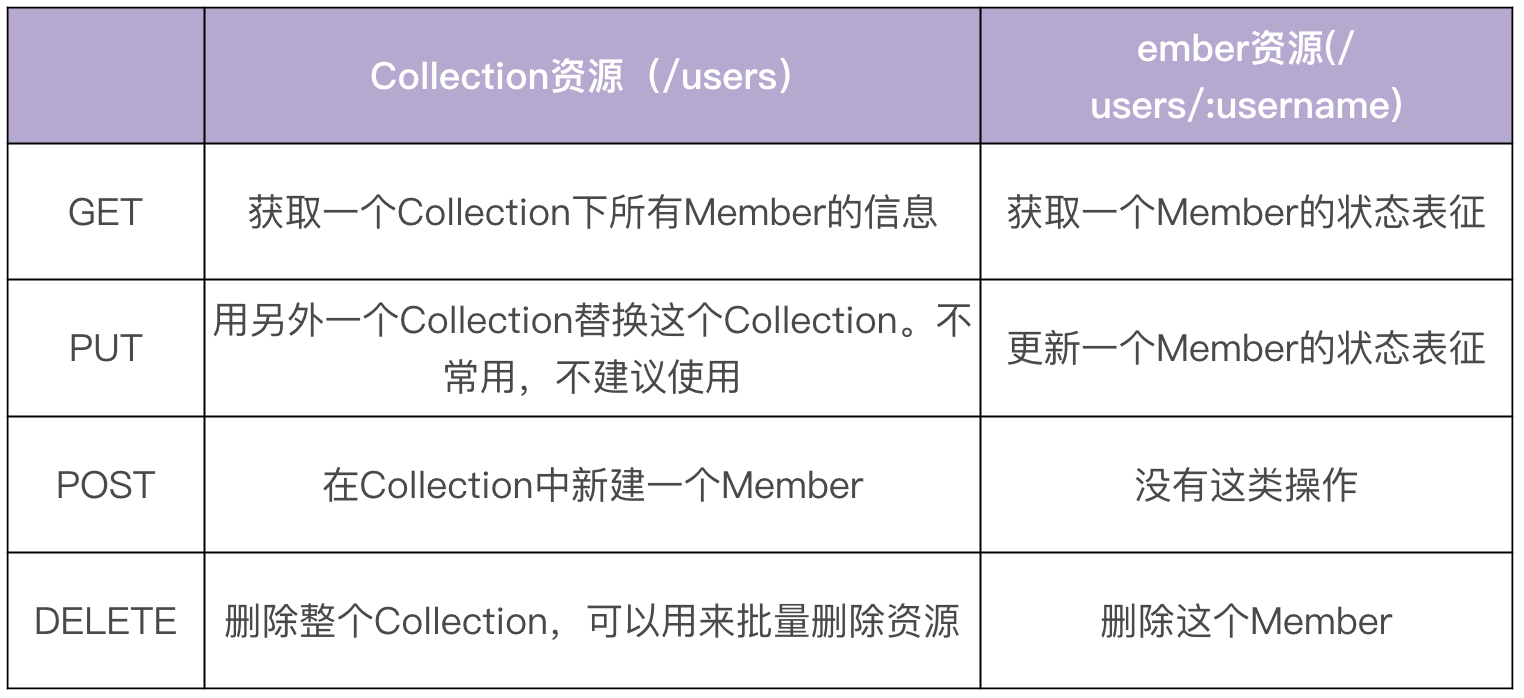 Collection资源（/users）
ember资源(/
users/:username)
GET
获取一个Collection下所有Member的信息
获取一个Member的状态表征
PUT
用另外一个Collection替换这个Collection。不
常用，不建议使用
更新一个Member的状态表征
POST
在Collection中新建一个Member
没有这类操作
DELETE
删除整个Collection，可以用来批量删除资源
删除这个Member